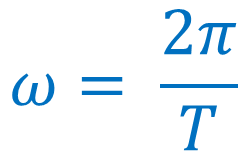 ω = 2π / T